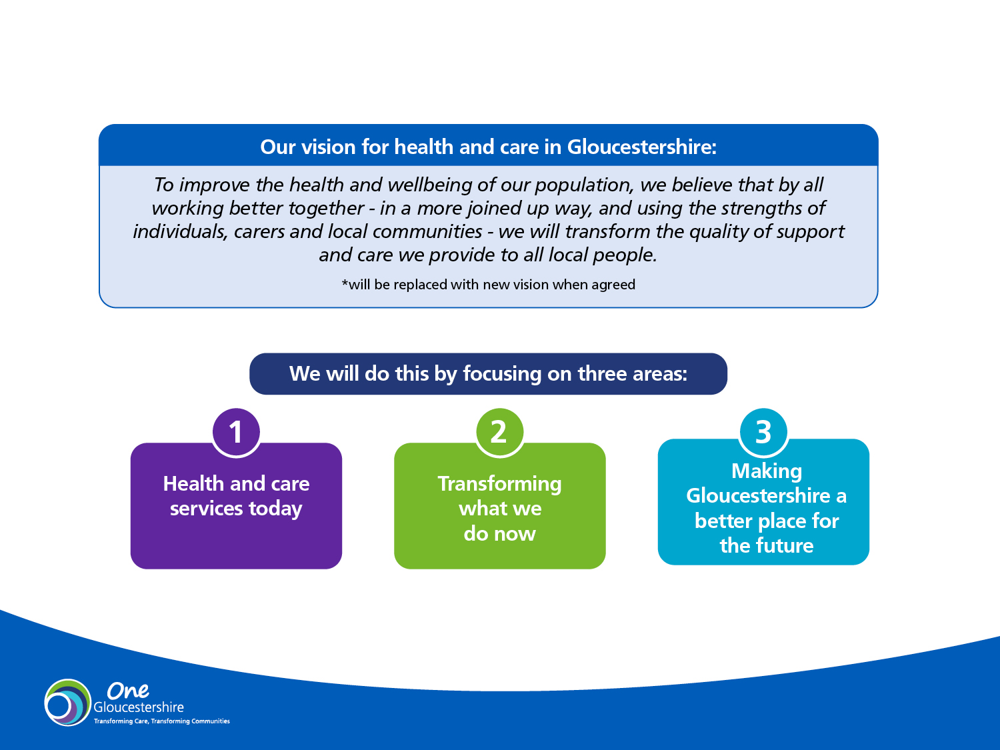 Our vision for health and care in Gloucestershire:
To improve the health and wellbeing of our population, we believe that by all
working better together - in a more joined up way, and using the strengths of
individuals, carers and local communities - we will transform the quality of support
and care we provide to all local people.
*will be replaced with new vision when agreed
We will do this by focusing on three areas:
1
Health and care
services today
2
Transforming
what we
do now
3
Making
Gloucestershire a
better place for
the future
One
Gloucestershire
Transforming Care, Transforming Communities